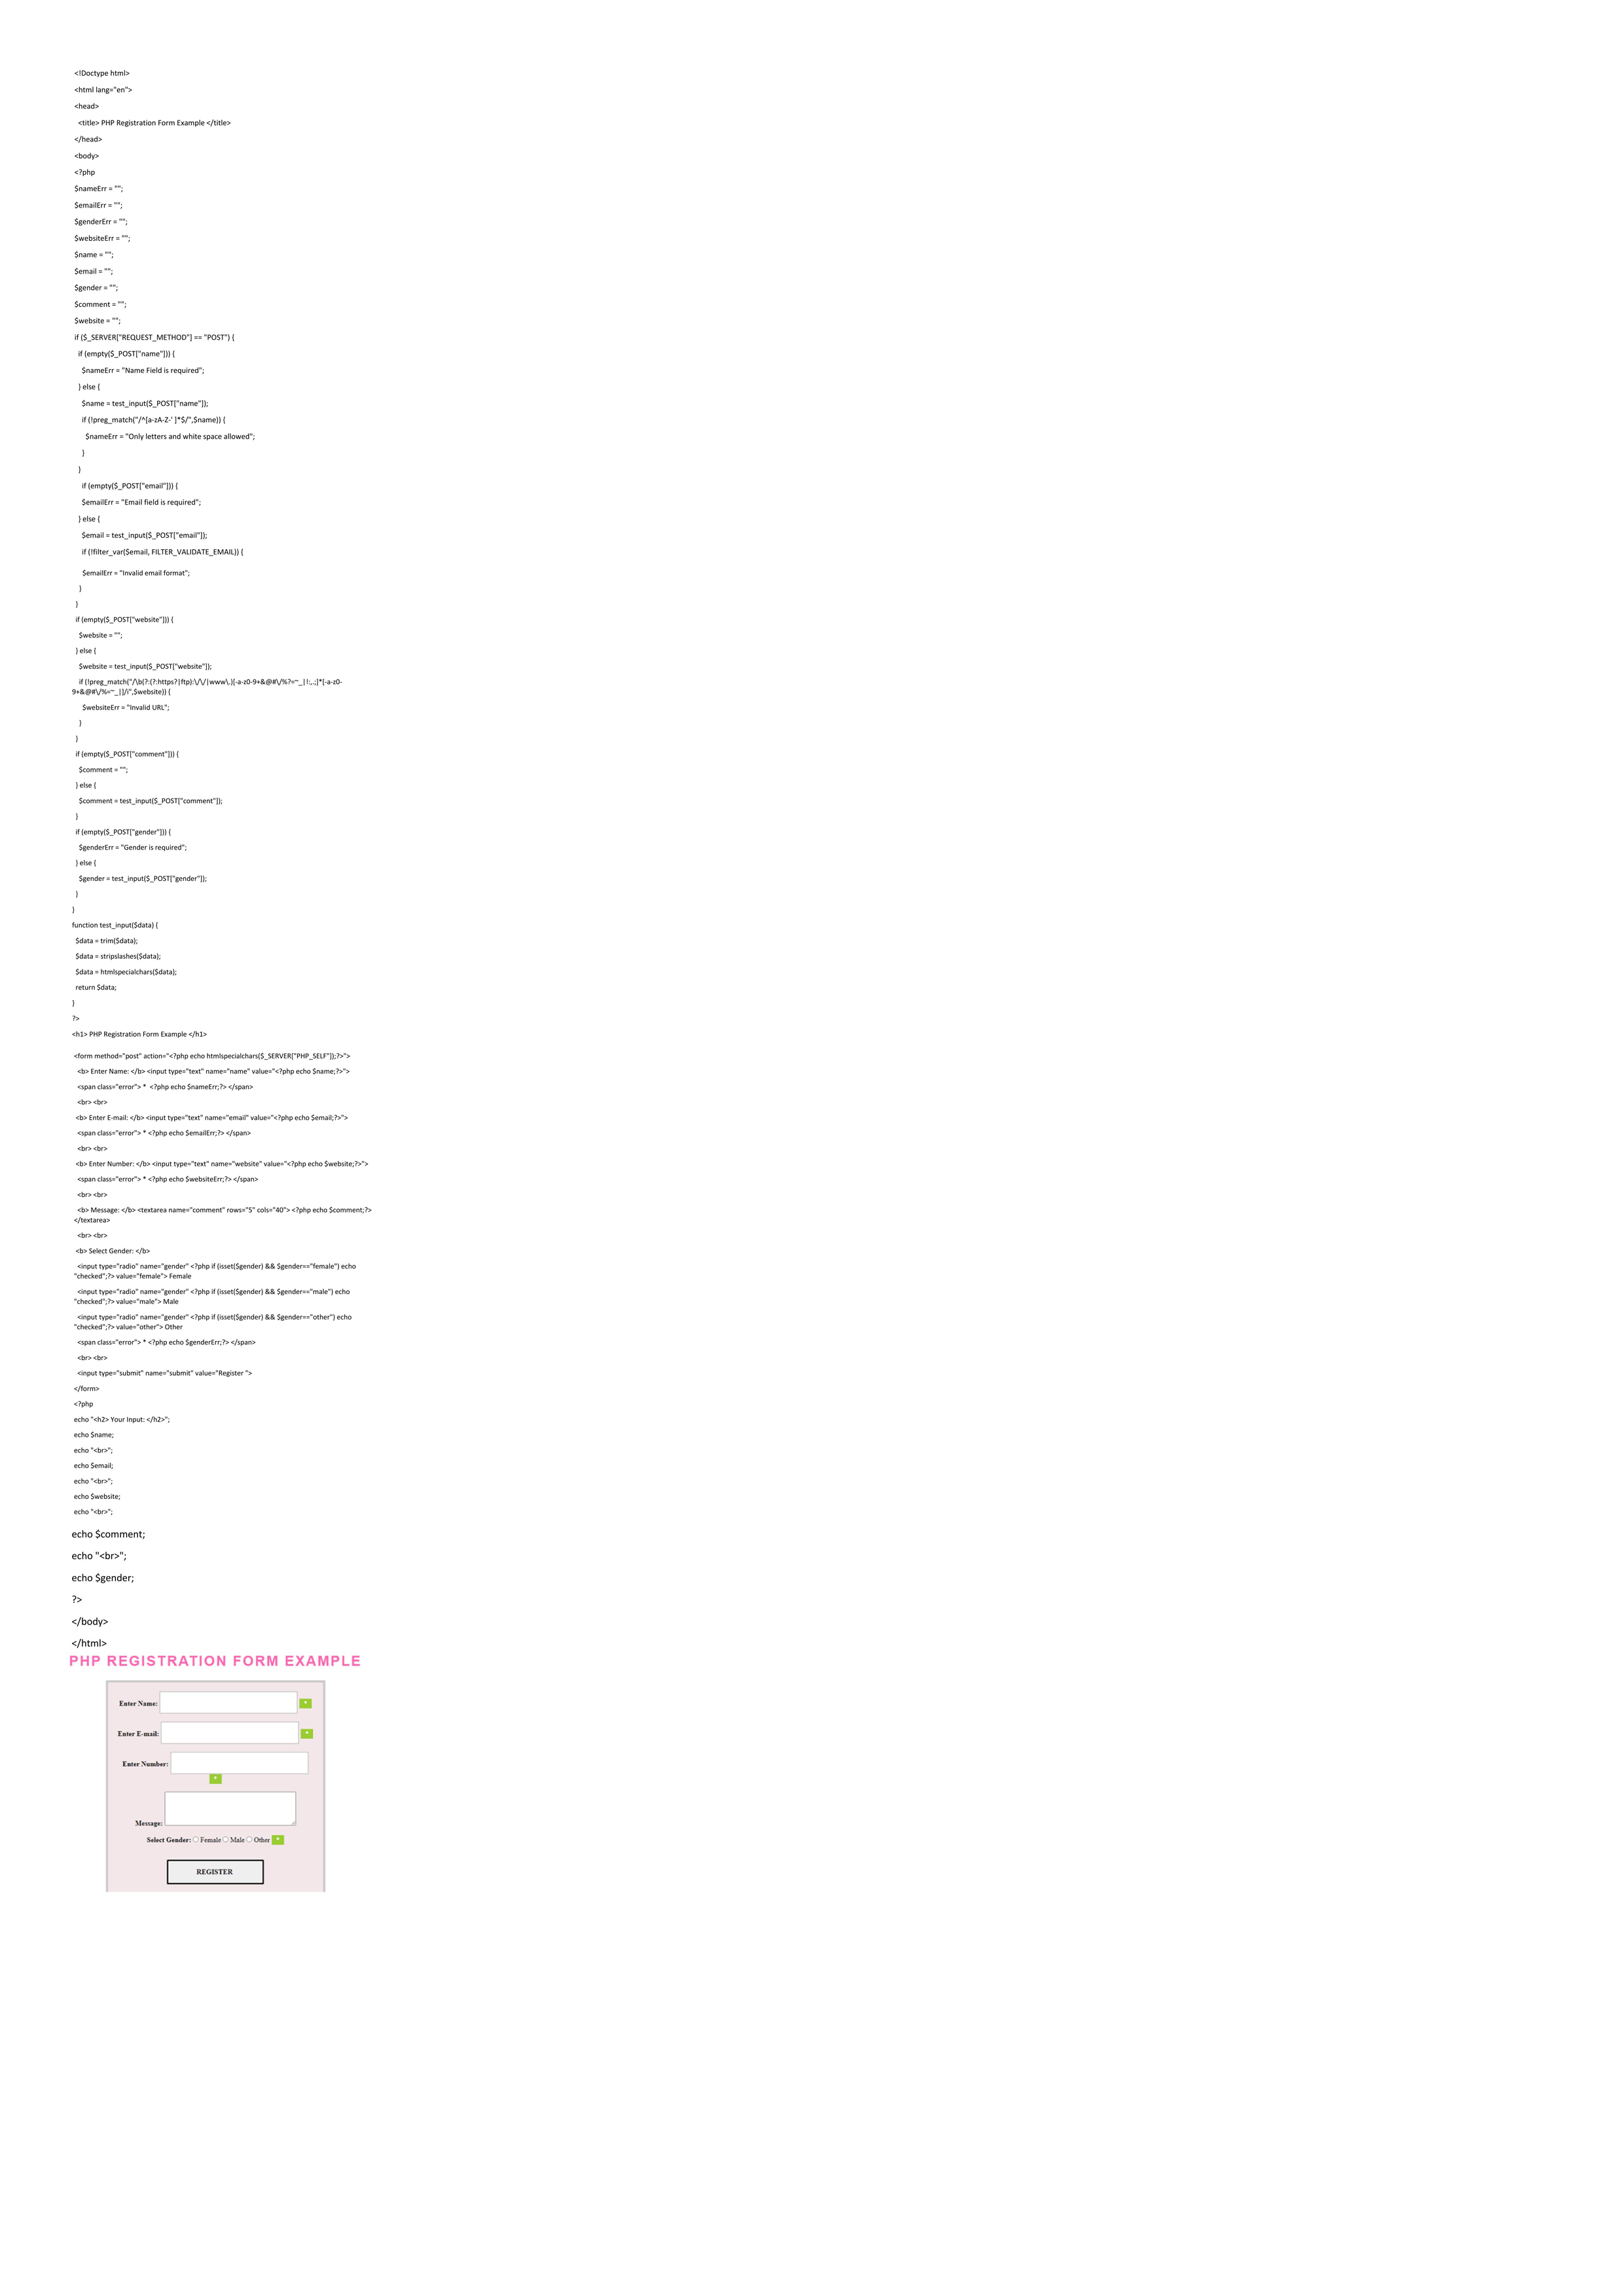 <!Doctype html>
<html lang="en">
<head>
<title> PHP Registration Form Example </title>
</head>
<body>
<?php
$nameErr = "";
$emailErr = "";
$genderErr = "";
$websiteErr = "";
$name = "";
$email = "";
$gender = "";
$comment = "";
$website = "";
if ($_SERVER["REQUEST_METHOD"] == "POST") {
if (empty($_POST["name"])) {
$nameErr = "Name Field is required";
} else {
$name = test_input($_POST["name"]);
if (!preg_match("/^[a-zA-Z-' ]*$/",$name)) {
$nameErr = "Only letters and white space allowed";
}
}
if (empty($_POST["email"])) {
$emailErr = "Email field is required";
} else {
$email = test_input($_POST["email"]);
if (!filter_var($email, FILTER_VALIDATE_EMAIL)) {
$emailErr = "Invalid email format";
}
}
if (empty($_POST["website"])) {
$website = "";
} else {
$website = test_input($_POST["website"]);
if (!preg_match("/\b(?:(?:https?|ftp):\/\/|www\.)[-a-z0-9+&@#\/%?=~_|!:,.;]*[-a-z0-
9+&@#\/%=~_|]/i",$website)) {
$websiteErr = "Invalid URL";
}
}
if (empty($_POST["comment"])) {
$comment = "";
} else {
$comment = test_input($_POST["comment"]);
}
if (empty($_POST["gender"])) {
$genderErr = "Gender is required";
} else {
$gender = test_input($_POST["gender"]);
}
}
function test_input($data) {
$data = trim($data);
$data = stripslashes($data);
$data = htmlspecialchars($data);
return $data;
}
?>
<h1> PHP Registration Form Example </h1>
<form method="post" action="<?php echo htmlspecialchars($_SERVER["PHP_SELF"]);?>">
<b> Enter Name: </b> <input type="text" name="name" value="<?php echo $name;?>">
<span class="error"> * <?php echo $nameErr;?> </span>
<br> <br>
<b> Enter E-mail: </b> <input type="text" name="email" value="<?php echo $email;?>">
<span class="error"> * <?php echo $emailErr;?> </span>
<br> <br>
<b> Enter Number: </b> <input type="text" name="website" value="<?php echo $website;?>">
<span class="error"> * <?php echo $websiteErr;?> </span>
<br> <br>
<b> Message: </b> <textarea name="comment" rows="5" cols="40"> <?php echo $comment;?>
</textarea>
<br> <br>
<b> Select Gender: </b>
<input type="radio" name="gender" <?php if (isset($gender) && $gender=="female") echo
"checked";?> value="female"> Female
<input type="radio" name="gender" <?php if (isset($gender) && $gender=="male") echo
"checked";?> value="male"> Male
<input type="radio" name="gender" <?php if (isset($gender) && $gender=="other") echo
"checked";?> value="other"> Other
<span class="error"> * <?php echo $genderErr;?> </span>
<br> <br>
<input type="submit" name="submit" value="Register ">
</form>
<?php
echo "<h2> Your Input: </h2>";
echo $name;
echo "<br>";
echo $email;
echo "<br>";
echo $website;
echo "<br>";
echo $comment;
echo "<br>";
echo $gender;
?>
</body>
</html>
PHP REGISTRATION FORM EXAMPLE
Enter Name: *
Enter E-mail: *
Enter Number:
*
Message:
Select Gender: Female Male Other *
REGISTER